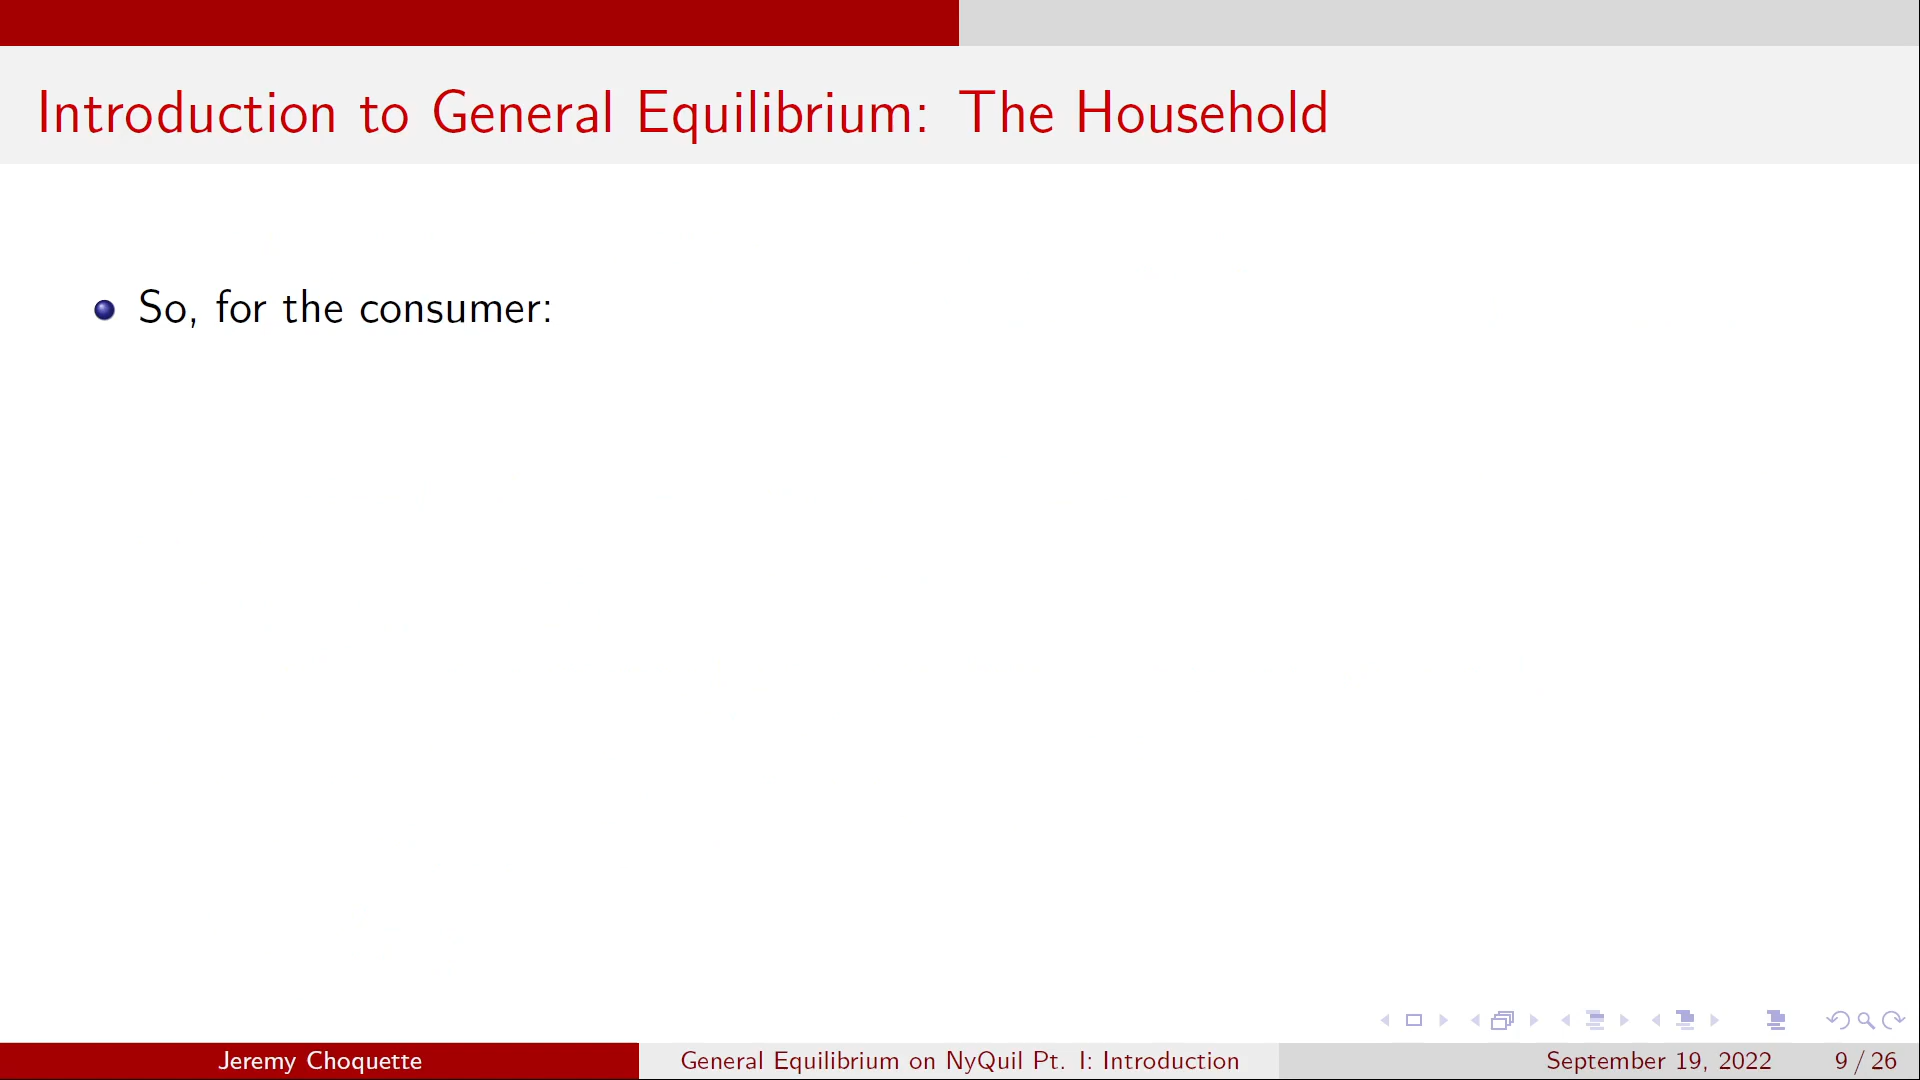 Introduction to General Equilibrium: The Household
So, for the consumer:
Jeremy Choquette
General Equilibrium on NyQuil Pt. I: Introduction
September 19, 2022
9 / 26